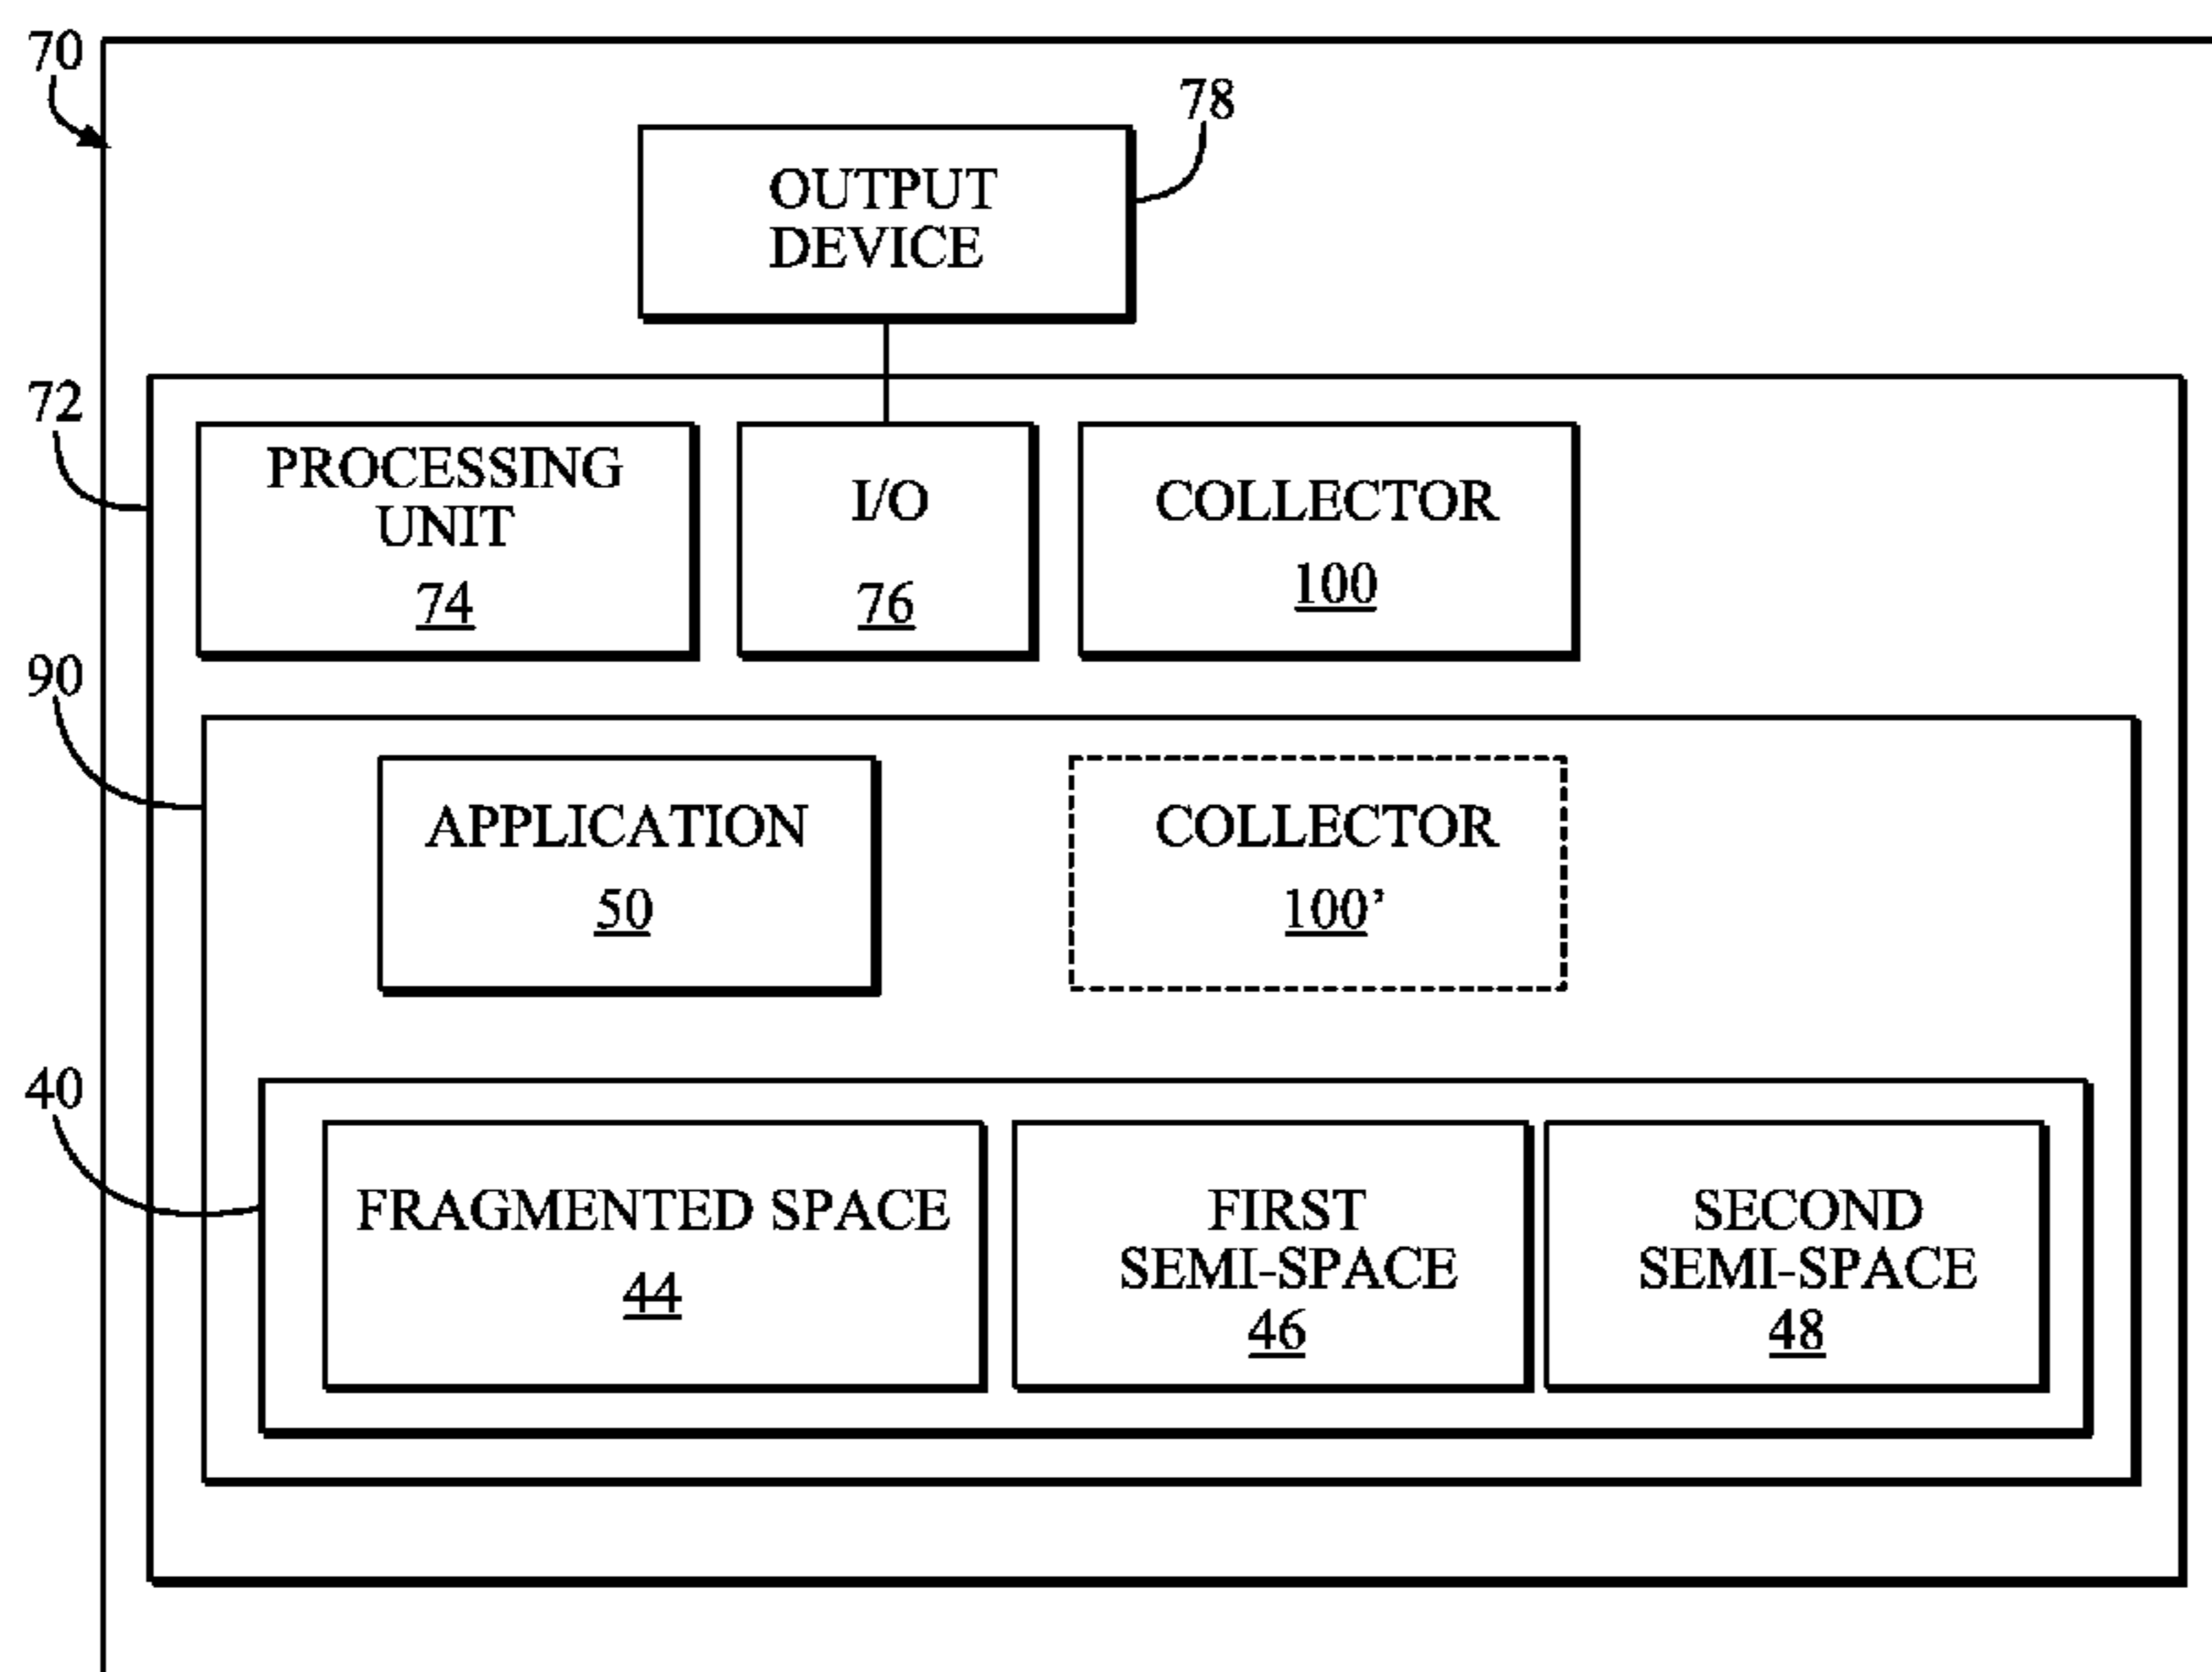 70
78
OUTPUT
DEVICE
72
PROCESSING
UNIT
74
I/O
76
COLLECTOR
100
90
APPLICATION
50
COLLECTOR
100’
40
FRAGMENTED SPACE
44
FIRST
SEMI-SPACE
46
SECOND
SEMI-SPACE
48